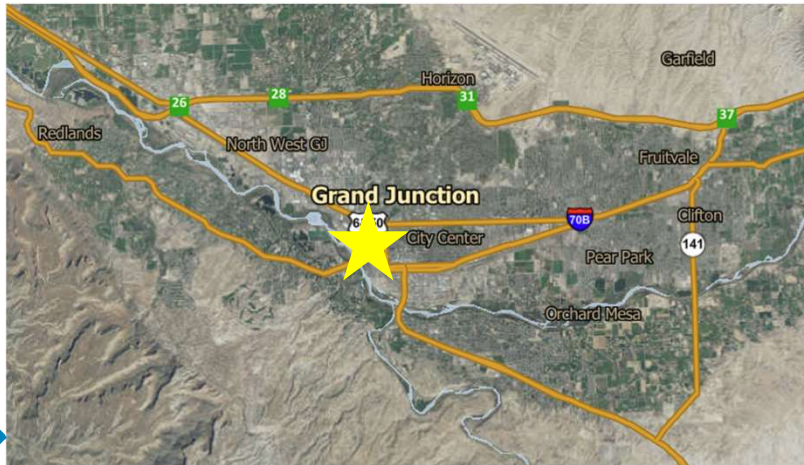 Garfield
Horizon
28
31
26
37
Redlands
North West GJ
Fruitvale
Grand Junction
Clifton
70B
City Center
141
Pear Park
Orchard Mesa